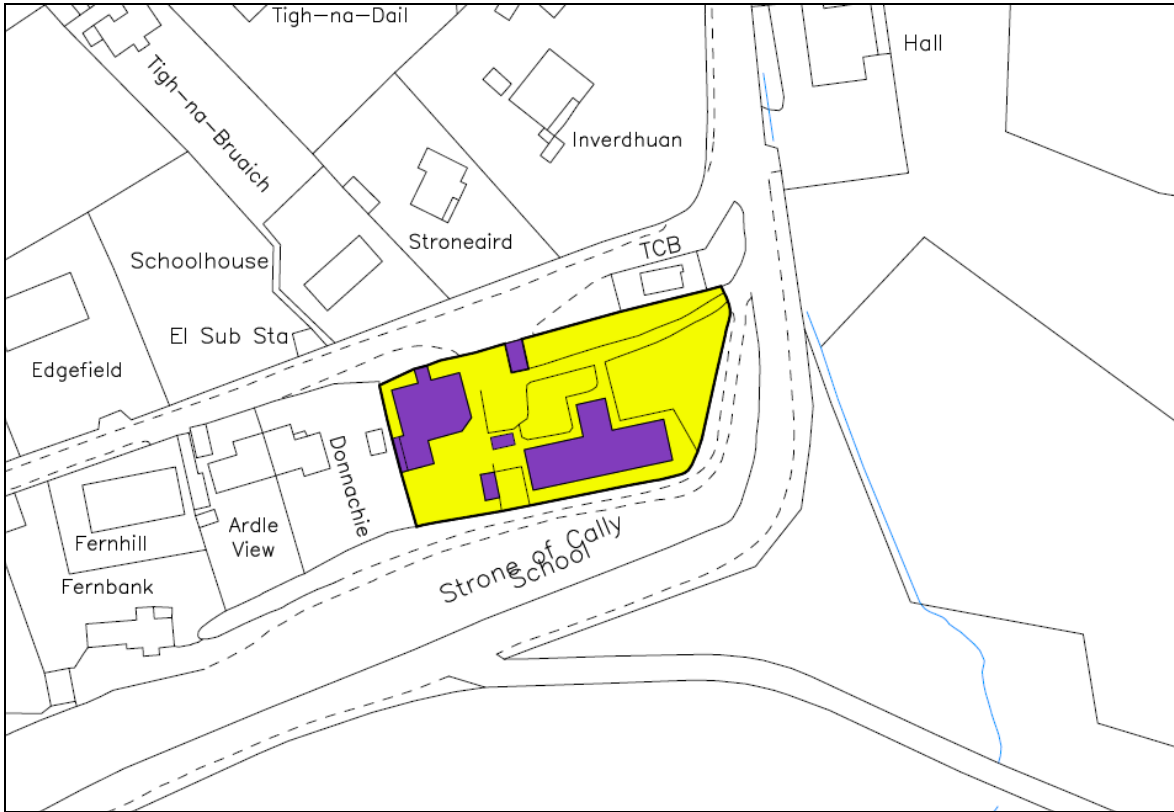 Tigh-na-Dail
Hall
Tigh-na-Bruaich
Inverdhuan
Stroneaird
TCB
Schoolhouse
El Sub Sta
Edgefield
Donnachie
Ardle
View
Fernhill
Fernbank
Strone of Cally
School